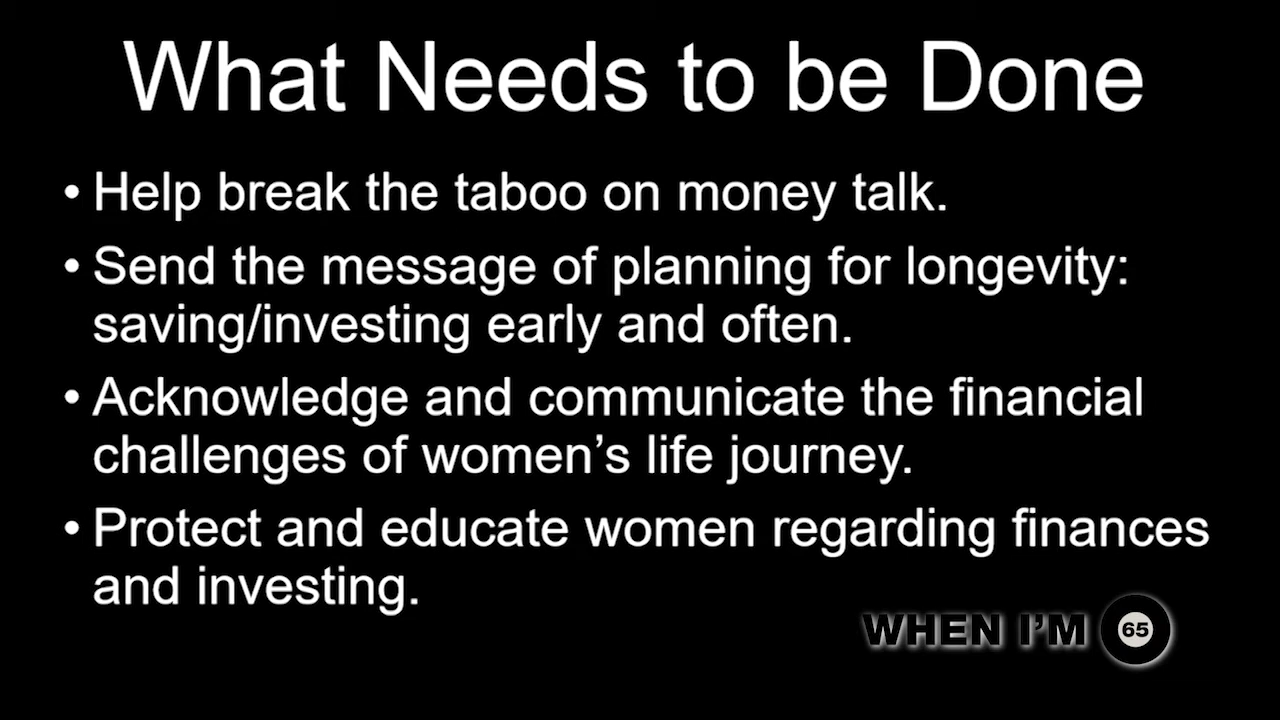 What Needs to be Done
• Help break the taboo on money talk.
• Send the message of planning for longevity:
saving/investing early and often.
• Acknowledge and communicate the financial
challenges of women’s life journey.
• Protect and educate women regarding finances
and investing.
WHEN I’M 65